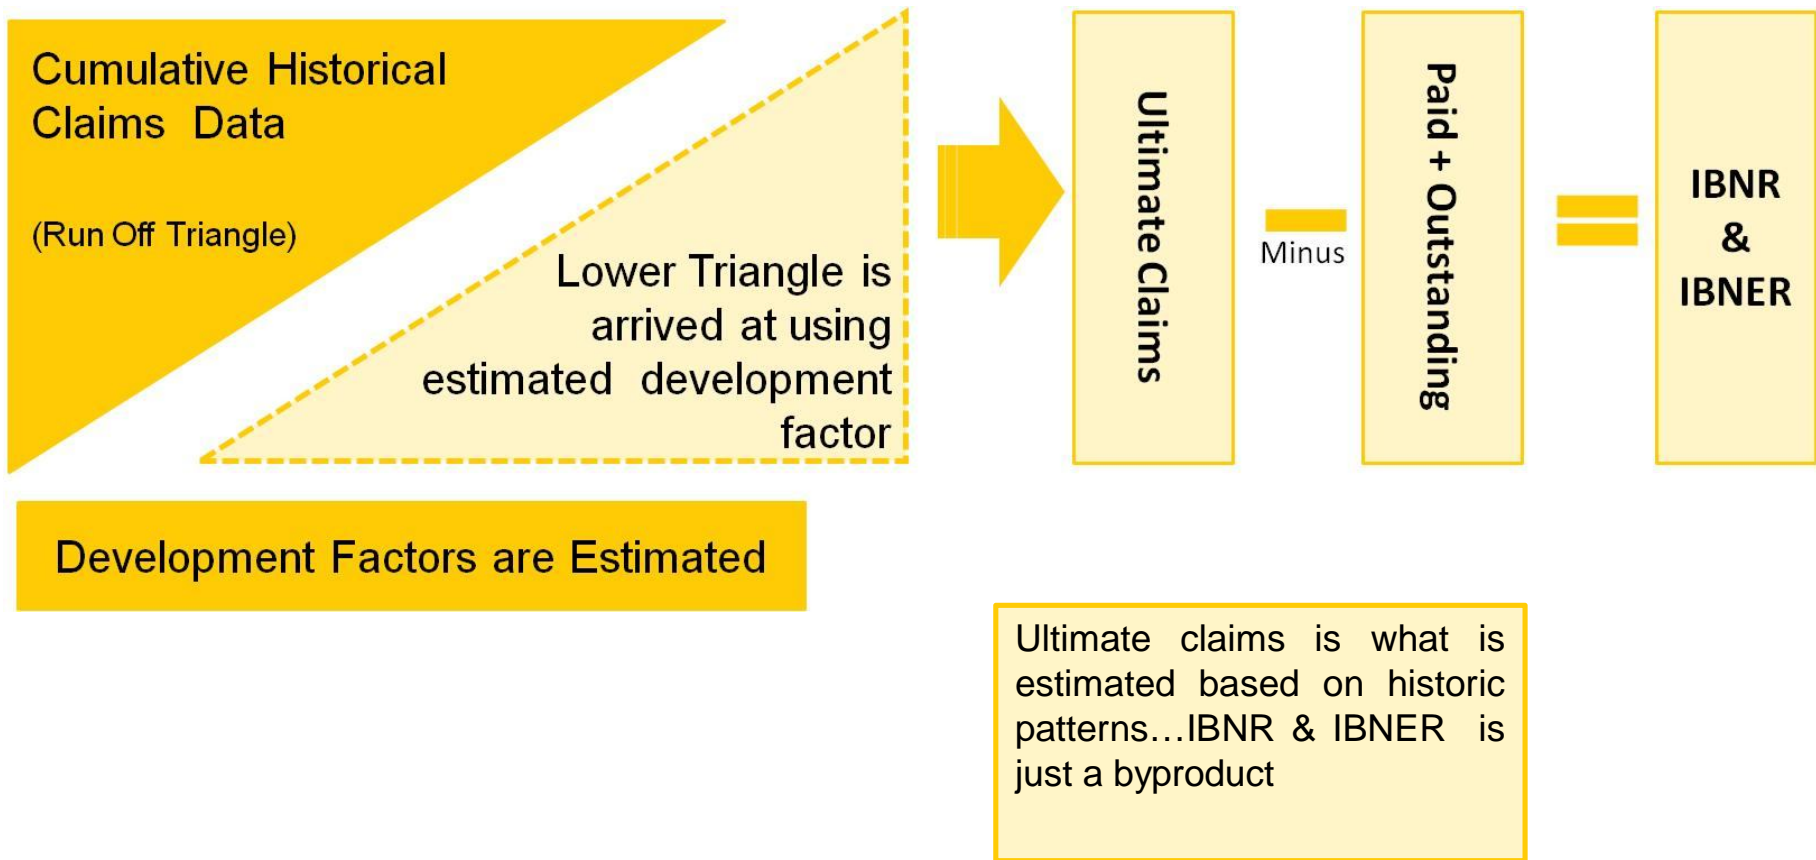 Cumulative Historical
Claims Data
(Run Off Triangle)
Lower Triangle is
arrived at using
estimated development
factor
Ultimate Claims
Minus
Paid + Outstanding
IBNR
&
IBNER
Development Factors are Estimated
Ultimate claims is what is
estimated based on historic
patterns…IBNR & IBNER is
just a byproduct